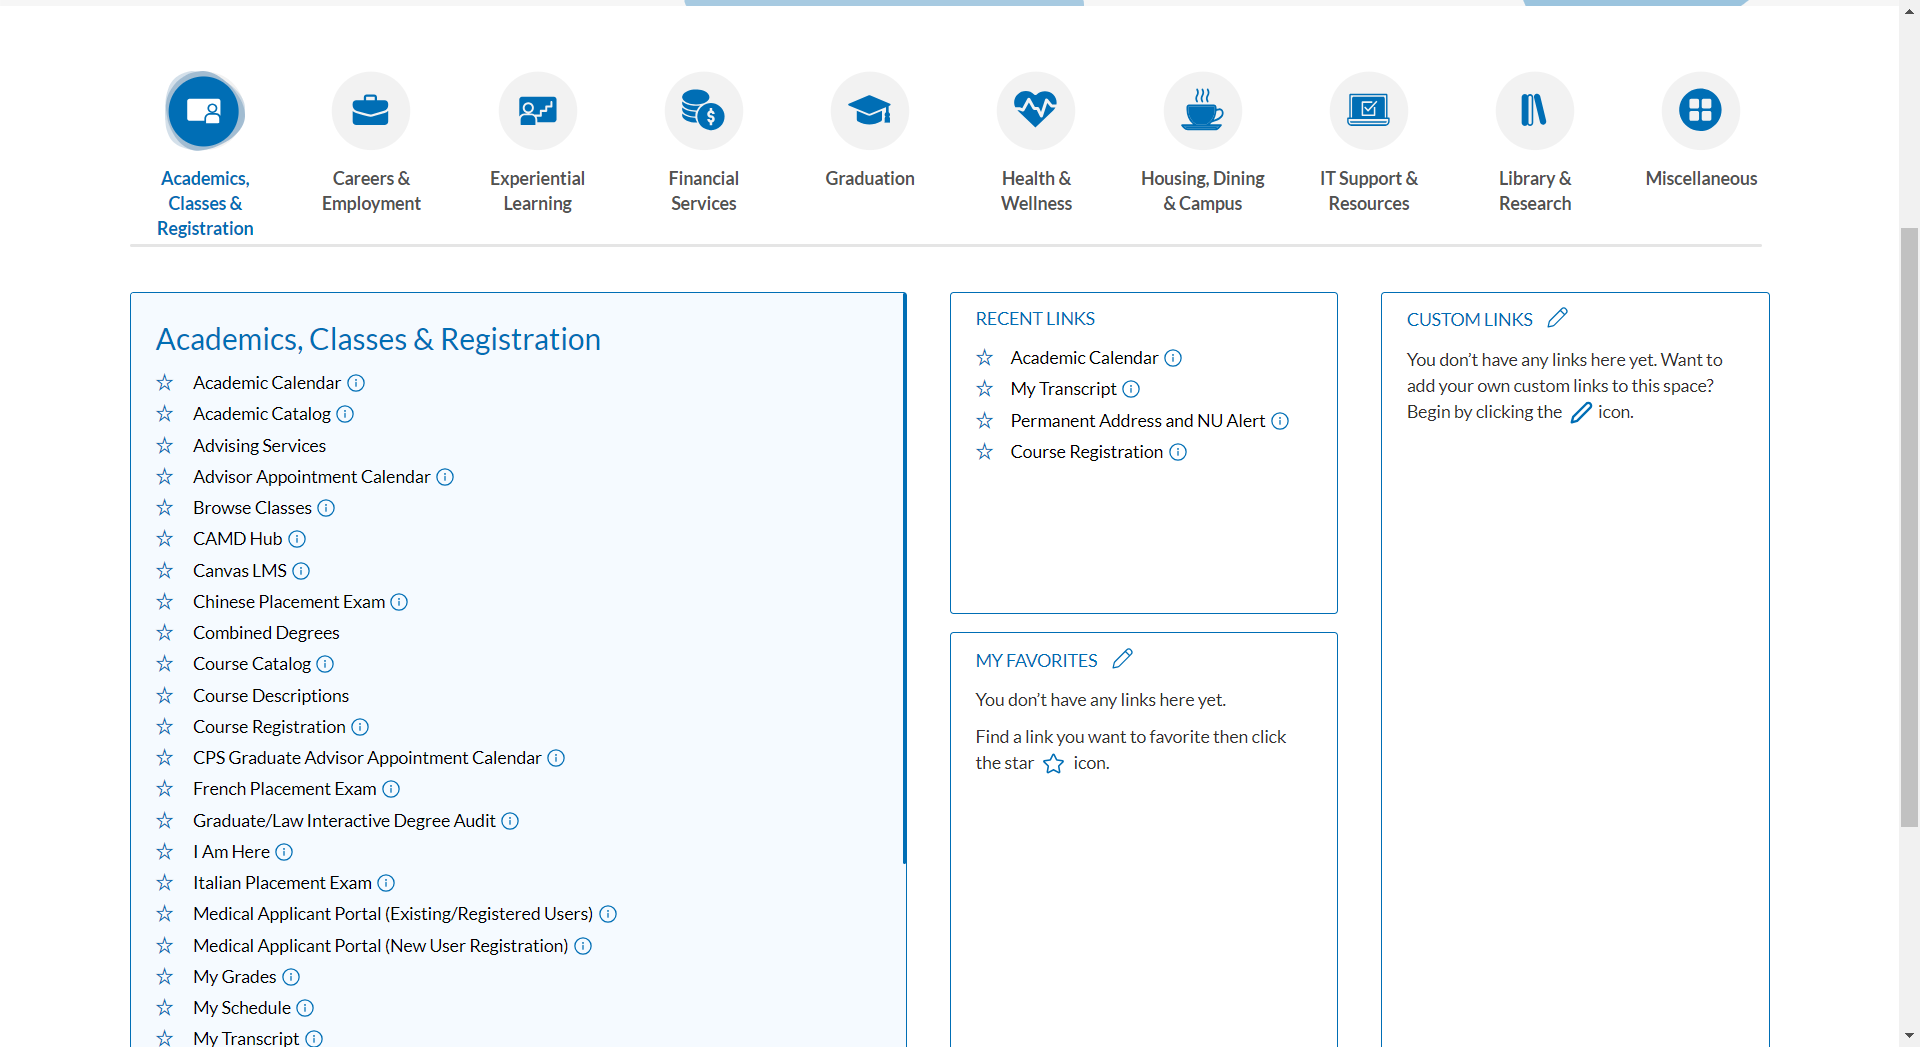 Academics,
Classes &
Registration
Careers &
Employment
Experiential
Learning
Financial
Services
Graduation
Health &
Wellness
Housing, Dining
& Campus
IT Support &
Resources
Library &
Research
Miscellaneous
Academics, Classes & Registration
Academic Calendar
Academic Catalog
Advising Services
Advisor Appointment Calendar
Browse Classes
CAMD Hub
Canvas LMS
Chinese Placement Exam
Combined Degrees
Course Catalog
Course Descriptions
Course Registration
CPS Graduate Advisor Appointment Calendar
French Placement Exam
Graduate/Law Interactive Degree Audit
I Am Here
Italian Placement Exam
Medical Applicant Portal (Existing/Registered Users)
Medical Applicant Portal (New User Registration)
My Grades
My Schedule
My Transcript
RECENT LINKS
Academic Calendar
My Transcript
Permanent Address and NU Alert
Course Registration
MY FAVORITES
You don't have any links here yet.
Find a link you want to favorite then click
the star icon.
CUSTOM LINKS
You don't have any links here yet. Want to
add your own custom links to this space?
Begin by clicking the icon.